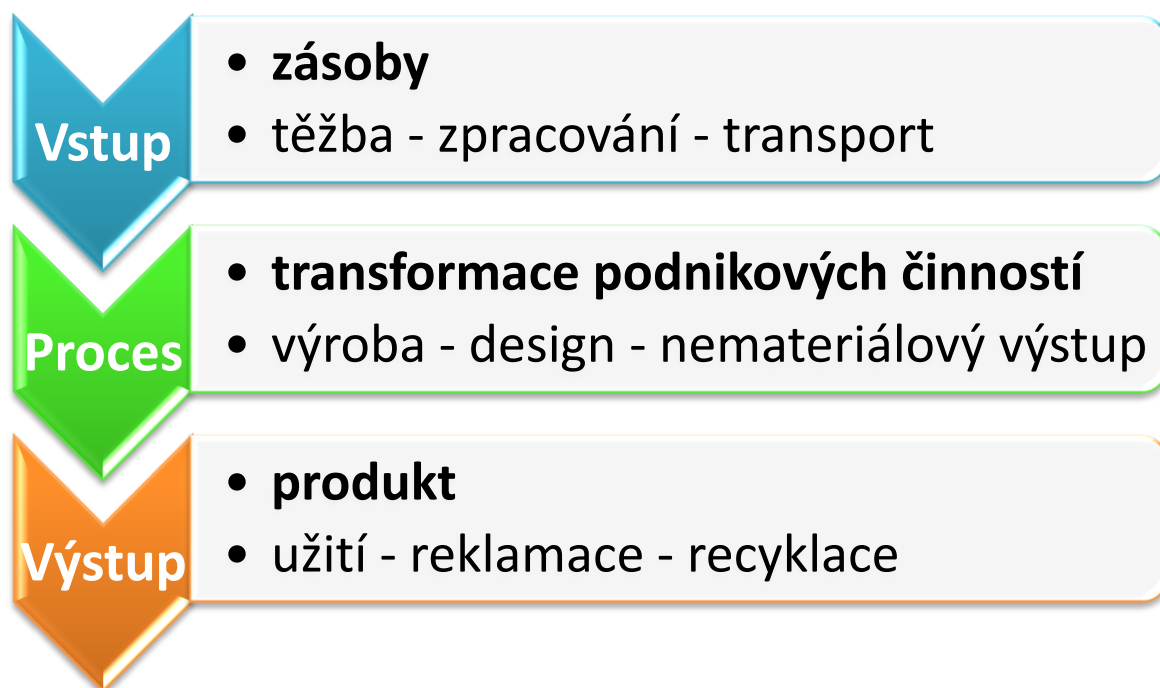 Vstup
• zásoby
• těžba - zpracování - transport
Proces
• transformace podnikových činností
• výroba - design - nemateriálový výstup
Výstup
• produkt
• užití - reklamace - recyklace